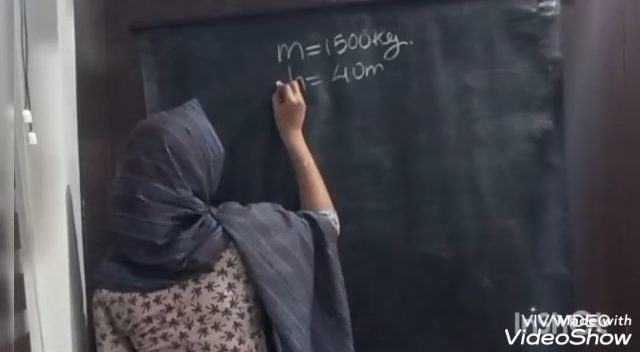 m = 1500kg.
h = 40m
Made with
VideoShow